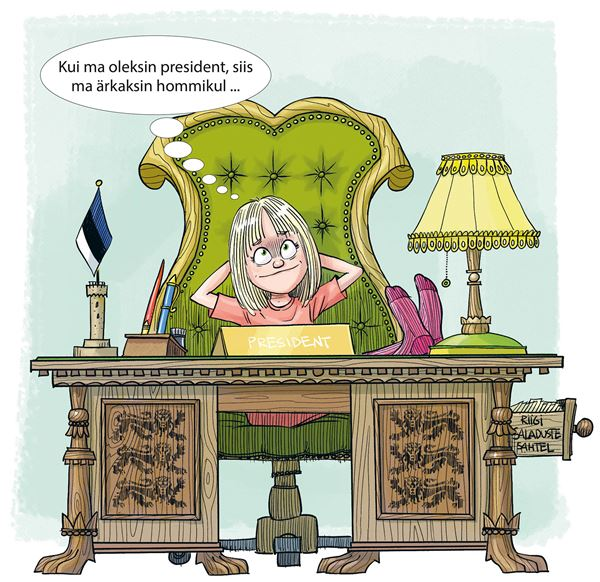 Kui ma oleksin president, siis
ma ärkaksin hommikul ...
PRESIDENT
RIIGI
SALADUSTE
SAHTEL